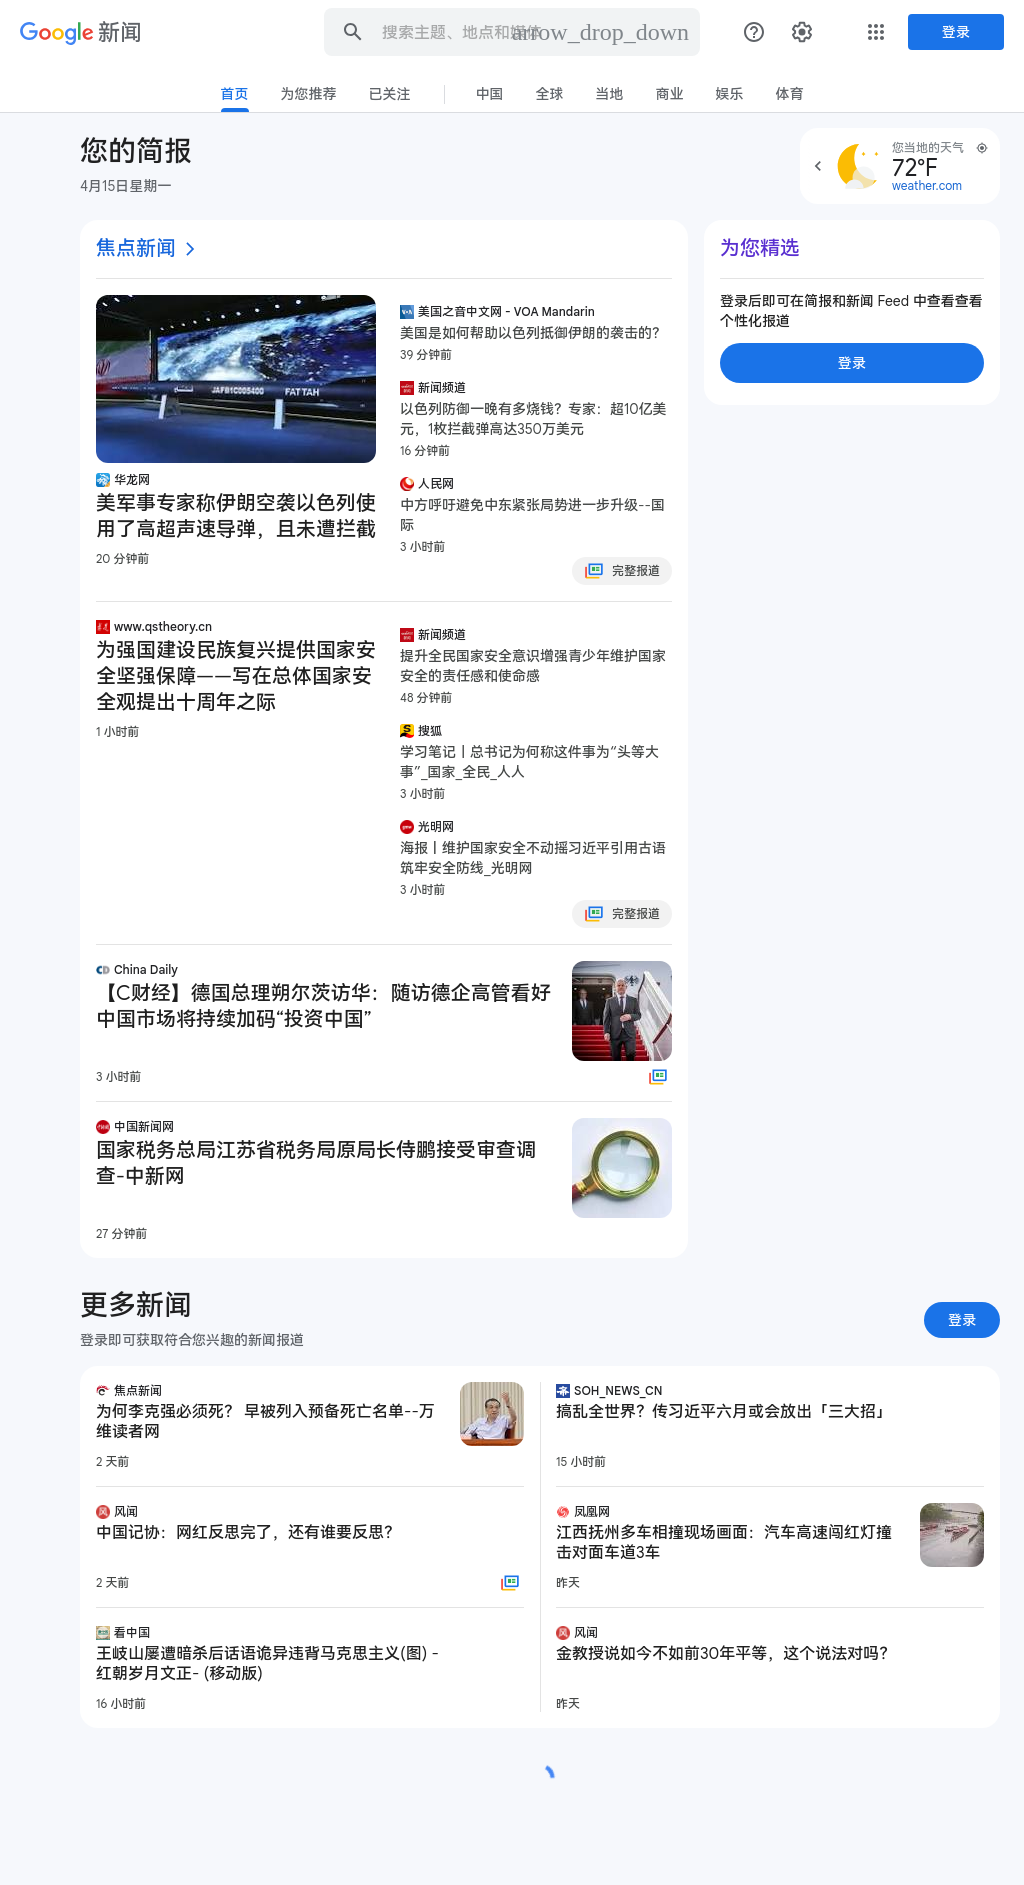 Google 新闻
搜索主题、地点和媒体
arrow_drop_down
登录
首页
为您推荐
已关注
中国
全球
当地
商业
娱乐
体育
您的简报
4月15日星期一
您当地的天气
72°F
weather.com
焦点新闻
JAF81C005400 FATTAH
华龙网
美军事专家称伊朗空袭以色列使
用了高超声速导弹，且未遭拦截
20 分钟前
VOA
美国之音中文网 - VOA Mandarin
美国是如何帮助以色列抵御伊朗的袭击的？
39 分钟前
新闻频道
以色列防御一晚有多烧钱？专家：超10亿美
元，1枚拦截弹高达350万美元
16 分钟前
人民网
中方呼吁避免中东紧张局势进一步升级--国
际
3 小时前
完整报道
为您精选
登录后即可在简报和新闻 Feed 中查看查看
个性化报道
登录
www.qstheory.cn
为强国建设民族复兴提供国家安
全坚强保障——写在总体国家安
全观提出十周年之际
1 小时前
新闻频道
提升全民国家安全意识增强青少年维护国家
安全的责任感和使命感
48 分钟前
搜狐
学习笔记丨总书记为何称这件事为“头等大
事”_国家_全民_人人
3 小时前
光明网
海报丨维护国家安全不动摇习近平引用古语
筑牢安全防线_光明网
3 小时前
完整报道
China Daily
【C财经】德国总理朔尔茨访华：随访德企高管看好
中国市场将持续加码“投资中国”
3 小时前
中国新闻网
国家税务总局江苏省税务局原局长侍鹏接受审查调
查-中新网
27 分钟前
更多新闻
登录即可获取符合您兴趣的新闻报道
登录
焦点新闻
为何李克强必须死？ 早被列入预备死亡名单--万
维读者网
2 天前
SOH_NEWS_CN
搞乱全世界？传习近平六月或会放出「三大招」
15 小时前
风
风闻
中国记协：网红反思完了，还有谁要反思？
2 天前
凤凰网
江西抚州多车相撞现场画面：汽车高速闯红灯撞
击对面车道3车
昨天
看中国
王岐山屡遭暗杀后话语诡异违背马克思主义(图) -
红朝岁月文正- (移动版)
16 小时前
风
风闻
金教授说如今不如前30年平等，这个说法对吗？
昨天